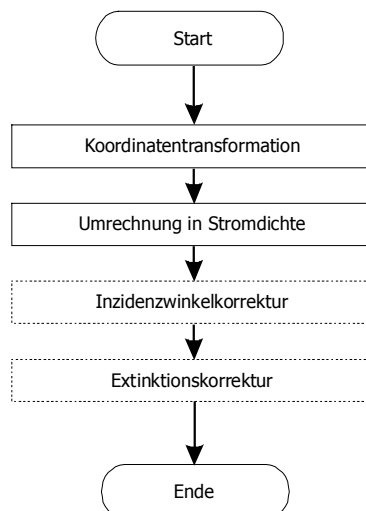 Start
Koordinatentransformation
Umrechnung in Stromdichte
Inzidenzwinkelkorrektur
Extinktionskorrektur
Ende